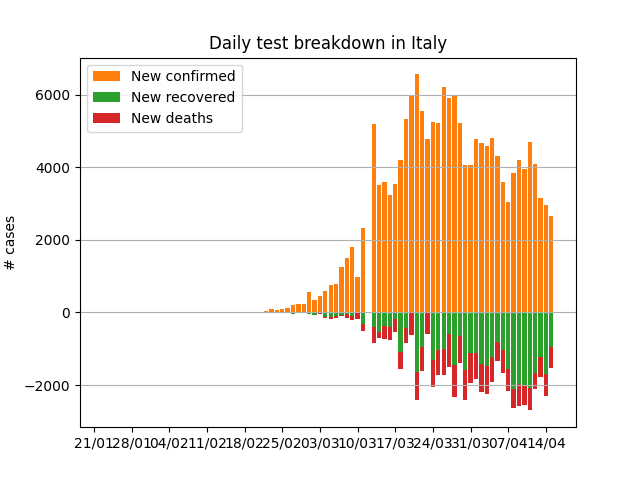 Daily test breakdown in Italy
New confirmed
New recovered
New deaths
6000
4000
2000
0
−2000
# cases
21/01 28/01 04/02 11/02 18/02 25/02 03/03 10/03 17/03 24/03 31/03 07/04 14/04